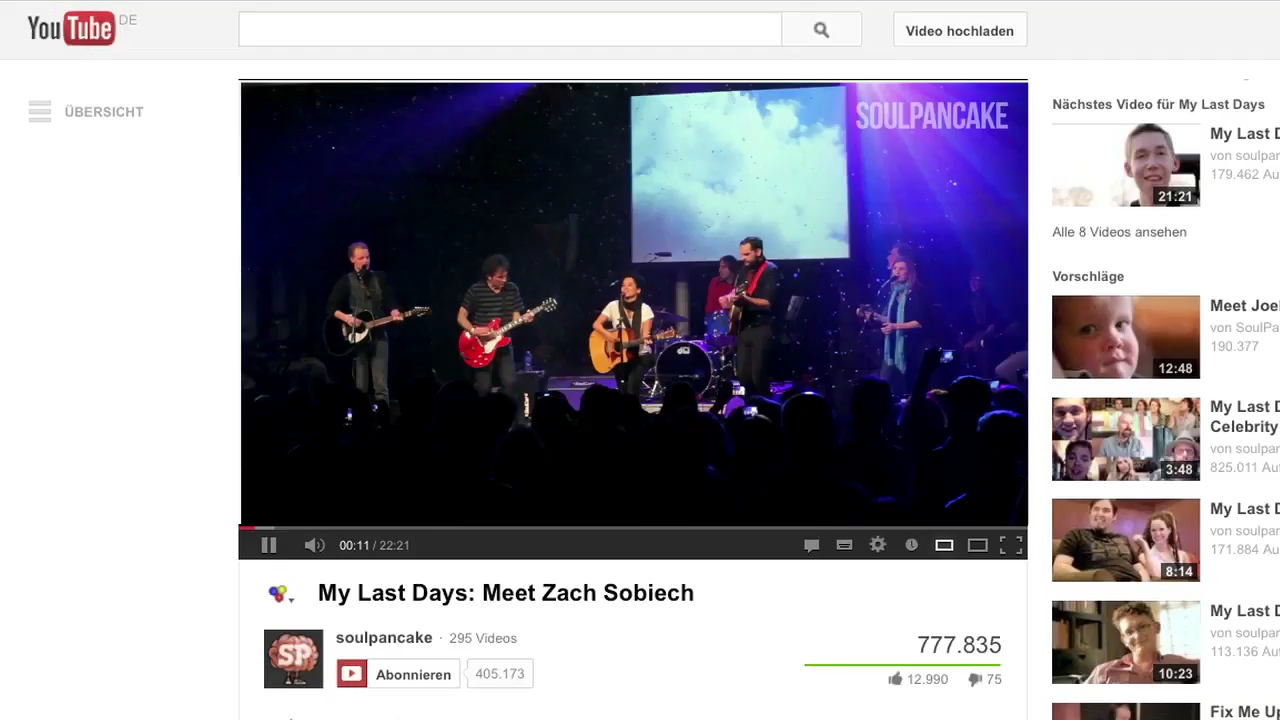 YouTube DE
Video hochladen
ÜBERSICHT
SOULPANCAKE
00:11 / 22:21
My Last Days: Meet Zach Sobiech
SP
soulpancake · 295 Videos
Abonnieren 405.173
777.835
12.990 75
Nächstes Video für My Last Days
My Last D
von soulpar
179.462 Au
21:21
Alle 8 Videos ansehen
Vorschläge
Meet Joe
von SoulPa
190.377
12:48
My Last D
Celebrity
von soulpar
825.011 Au
3:48
My Last D
von soulpar
171.884 Au
8:14
My Last D
von soulpar
113.136 Au
10:23
Fix Me Up